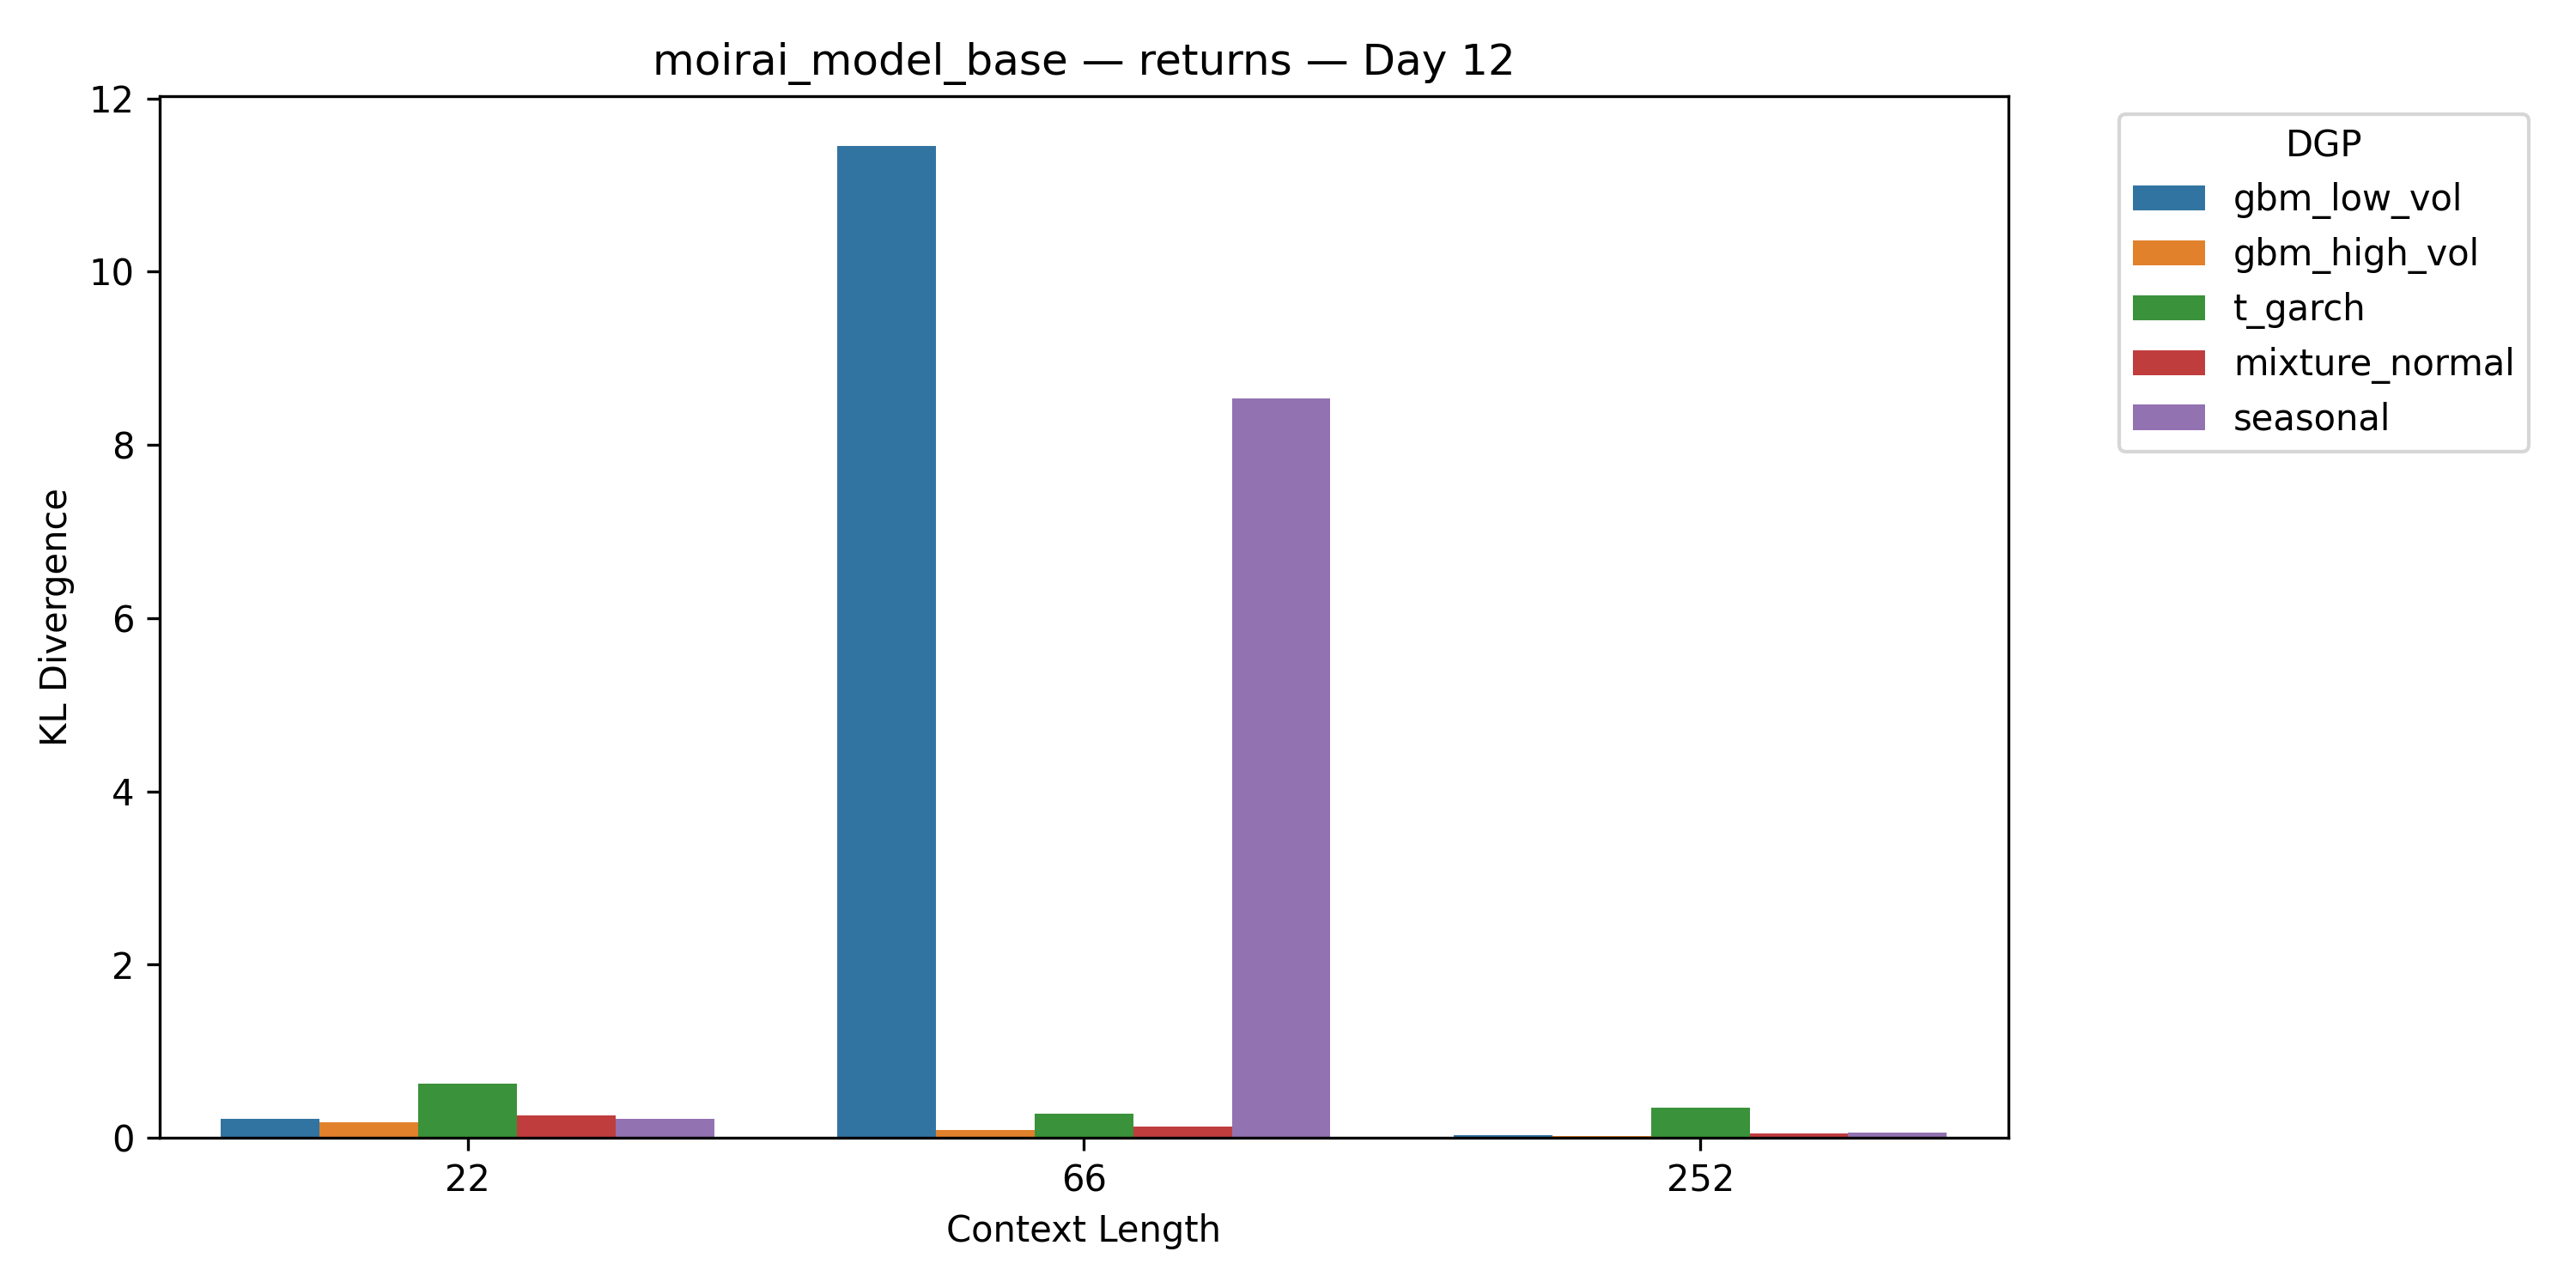 moirai_model_base — returns — Day 12
12
10
8
6
4
2
0
KL Divergence
22
66
252
Context Length
DGP
gbm_low_vol
gbm_high_vol
t_garch
mixture_normal
seasonal